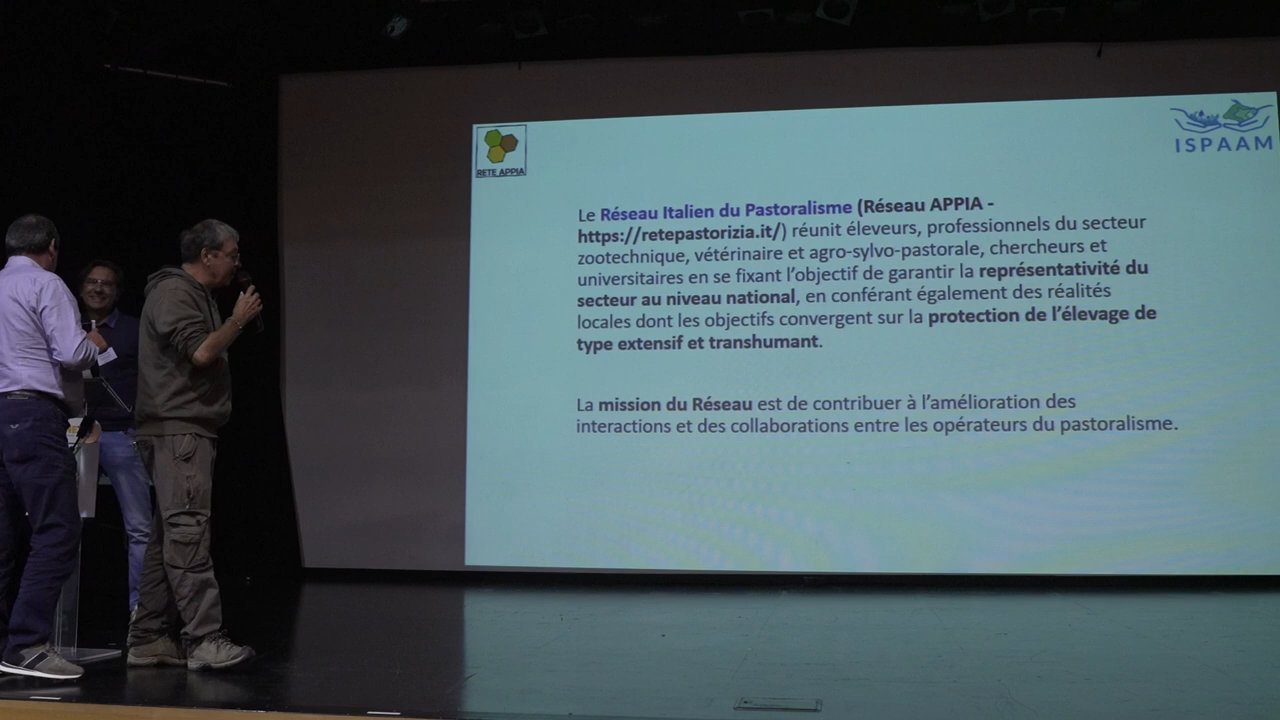 RETE APPIA
ISPAAM
Le Réseau Italien du Pastoralisme (Réseau APPIA -
https://retepastorizia.it/) réunit éleveurs, professionnels du secteur
zootechnique, vétérinaire et agro-sylvo-pastorale, chercheurs et
universitaires en se fixant l'objectif de garantir la représentativité du
secteur au niveau national, en conférant également des réalités
locales dont les objectifs convergent sur la protection de l'élevage de
type extensif et transhumant.
La mission du Réseau est de contribuer à l'amélioration des
interactions et des collaborations entre les opérateurs du pastoralisme.